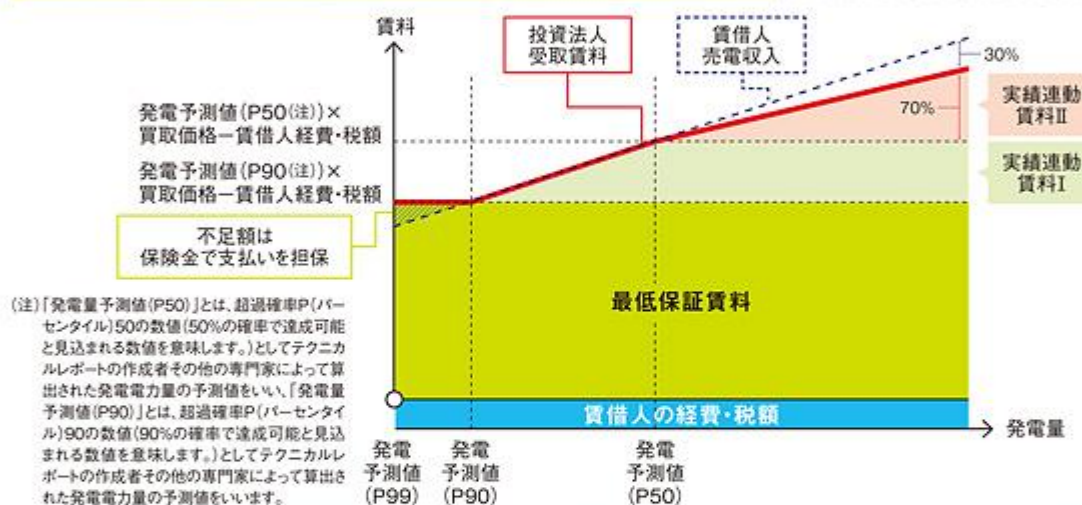 賃料
投資法人
受取賃料
賃借人
売電収入
30%
70%
実績連動
賃料Ⅱ
実績連動
賃料Ⅰ
発電予測値(P50(注))×
買取価格ー賃借人経費・税額
発電予測値(P90(注))×
買取価格ー賃借人経費・税額
不足額は
保険金で支払いを担保
最低保証賃料
賃借人の経費・税額
発電量
発電
予測値
(P99)
発電
予測値
(P90)
発電
予測値
(P50)
(注)「発電量予測値(P50)」とは、超過確率P(パー
センタイル)50の数値(50%の確率で達成可能
と見込まれる数値を意味します。)としてテクニカ
ルレポートの作成者その他の専門家によって算
出された発電電力量の予測値をいい、「発電量
予測値(P90)」とは、超過確率P(パーセンタイ
ル)90の数値(90%の確率で達成可能と見込
まれる数値を意味します。)としてテクニカルレ
ポートの作成者その他の専門家によって算出さ
れた発電電力量の予測値をいいます。